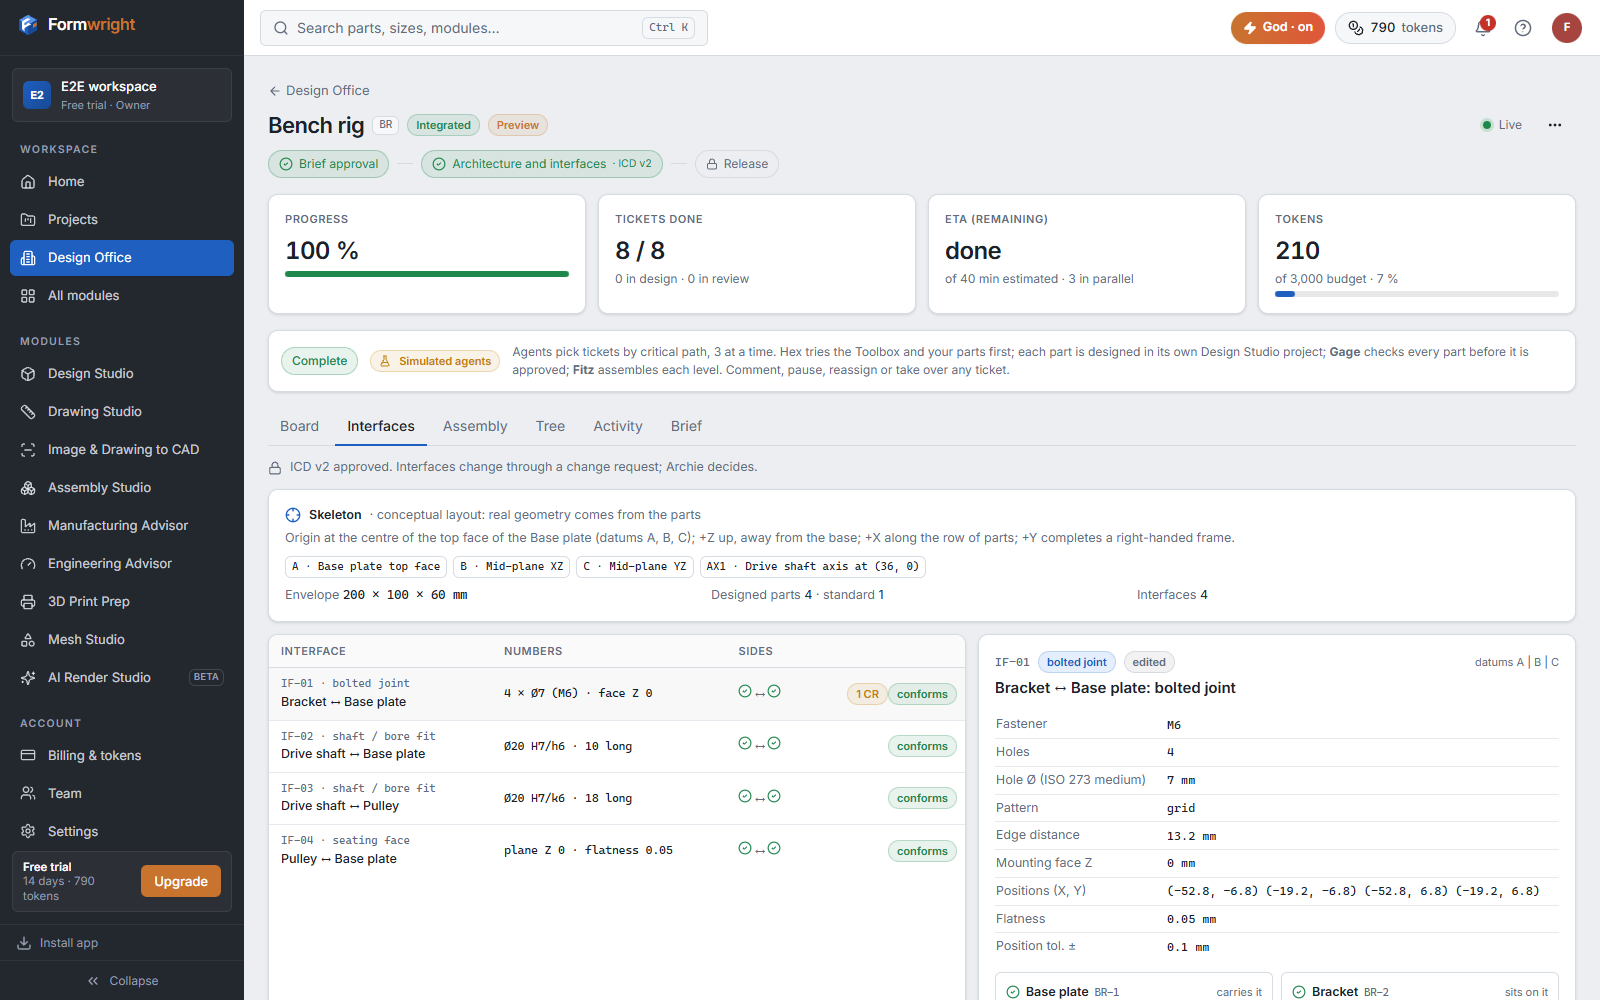 Formwright
Search parts, sizes, modules...
Ctrl K
God · on
790 tokens
1
F
E2
E2E workspace
Free trial · Owner
WORKSPACE
Home
Projects
Design Office
All modules
MODULES
Design Studio
Drawing Studio
Image & Drawing to CAD
Assembly Studio
Manufacturing Advisor
Engineering Advisor
3D Print Prep
Mesh Studio
AI Render Studio BETA
ACCOUNT
Billing & tokens
Team
Settings
Free trial
14 days · 790
tokens
Upgrade
Install app
Collapse
Design Office
Bench rig BR Integrated Preview
Live
Brief approval
Architecture and interfaces · ICD v2
Release
PROGRESS
100 %
TICKETS DONE
8 / 8
0 in design · 0 in review
ETA (REMAINING)
done
of 40 min estimated · 3 in parallel
TOKENS
210
of 3,000 budget · 7 %
Complete
Simulated agents
Agents pick tickets by critical path, 3 at a time. Hex tries the Toolbox and your parts first; each part is designed in its own Design Studio project; Gage checks every part before it is
approved; Fitz assembles each level. Comment, pause, reassign or take over any ticket.
Board Interfaces Assembly Tree Activity Brief
ICD v2 approved. Interfaces change through a change request; Archie decides.
Skeleton · conceptual layout: real geometry comes from the parts
Origin at the centre of the top face of the Base plate (datums A, B, C); +Z up, away from the base; +X along the row of parts; +Y completes a right-handed frame.
A · Base plate top face
B · Mid-plane XZ
C · Mid-plane YZ
AX1 · Drive shaft axis at (36, 0)
Envelope 200 × 100 × 60 mm
Designed parts 4 · standard 1
Interfaces 4
INTERFACE NUMBERS SIDES
IF-01 · bolted joint
Bracket ↔ Base plate
4 × Ø7 (M6) · face Z 0
↔
1 CR
conforms
IF-02 · shaft / bore fit
Drive shaft ↔ Base plate
Ø20 H7/h6 · 10 long
↔
conforms
IF-03 · shaft / bore fit
Drive shaft ↔ Pulley
Ø20 H7/k6 · 18 long
↔
conforms
IF-04 · seating face
Pulley ↔ Base plate
plane Z 0 · flatness 0.05
↔
conforms
IF-01 bolted joint edited
datums A | B | C
Bracket ↔ Base plate: bolted joint
Fastener M6
Holes 4
Hole Ø (ISO 273 medium) 7 mm
Pattern grid
Edge distance 13.2 mm
Mounting face Z 0 mm
Positions (X, Y) (-52.8, -6.8) (-19.2, -6.8) (-52.8, 6.8) (-19.2, 6.8)
Flatness 0.05 mm
Position tol. ± 0.1 mm
Base plate BR-1 carries it
Bracket BR-2 sits on it